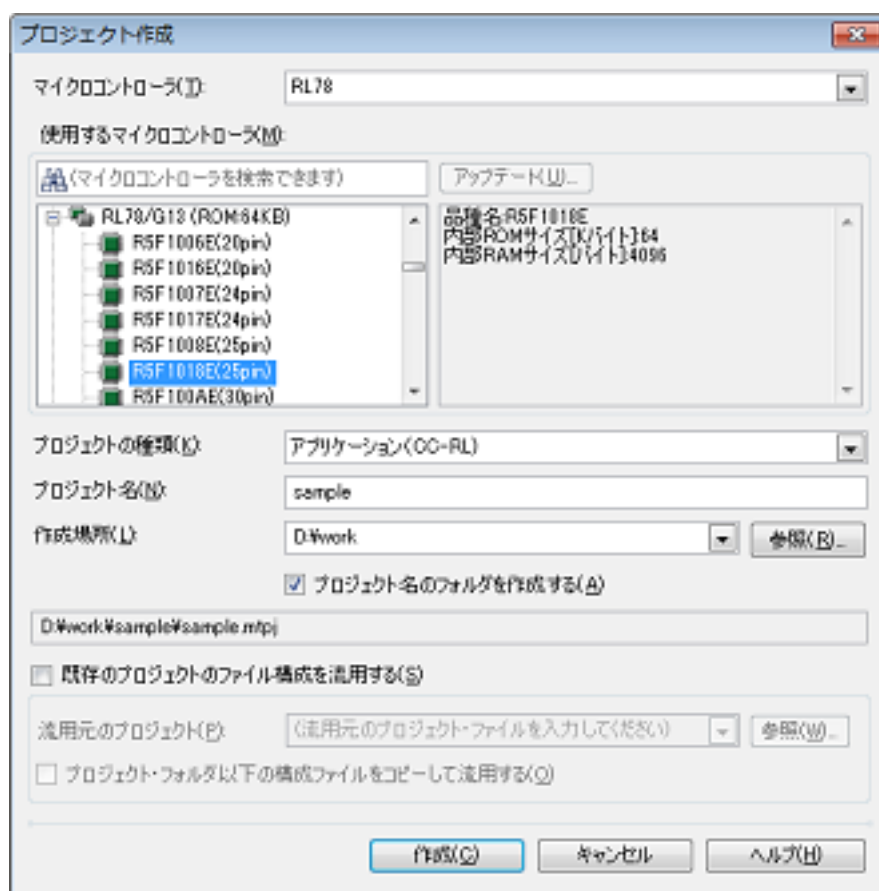 プロジェクト作成
マイクロコントローラ(T):
RL78
使用するマイクロコントローラ(M):
(マイクロコントローラを検索できます)
アップデート(U)...
RL78/G13 (ROM:64KB)
R5F1006E(20pin)
R5F1016E(20pin)
R5F1007E(24pin)
R5F1017E(24pin)
R5F1008E(25pin)
R5F1018E(25pin)
R5F100AE(30pin)
品種名:R5F1018E
内部ROMサイズ[Kバイト]:64
内部RAMサイズ[バイト]:4096
プロジェクトの種類(K):
アプリケーション(CC-RL)
プロジェクト名(N):
sample
作成場所(L):
D:¥work
参照(R)...
プロジェクト名のフォルダを作成する(A)
D:¥work¥sample¥sample.mtpj
既存のプロジェクトのファイル構成を流用する(S)
流用元のプロジェクト(P):
(流用元のプロジェクト・ファイルを入力してください)
参照(W)...
プロジェクト・フォルダ以下の構成ファイルをコピーして流用する(O)
作成(C)
キャンセル
ヘルプ(H)